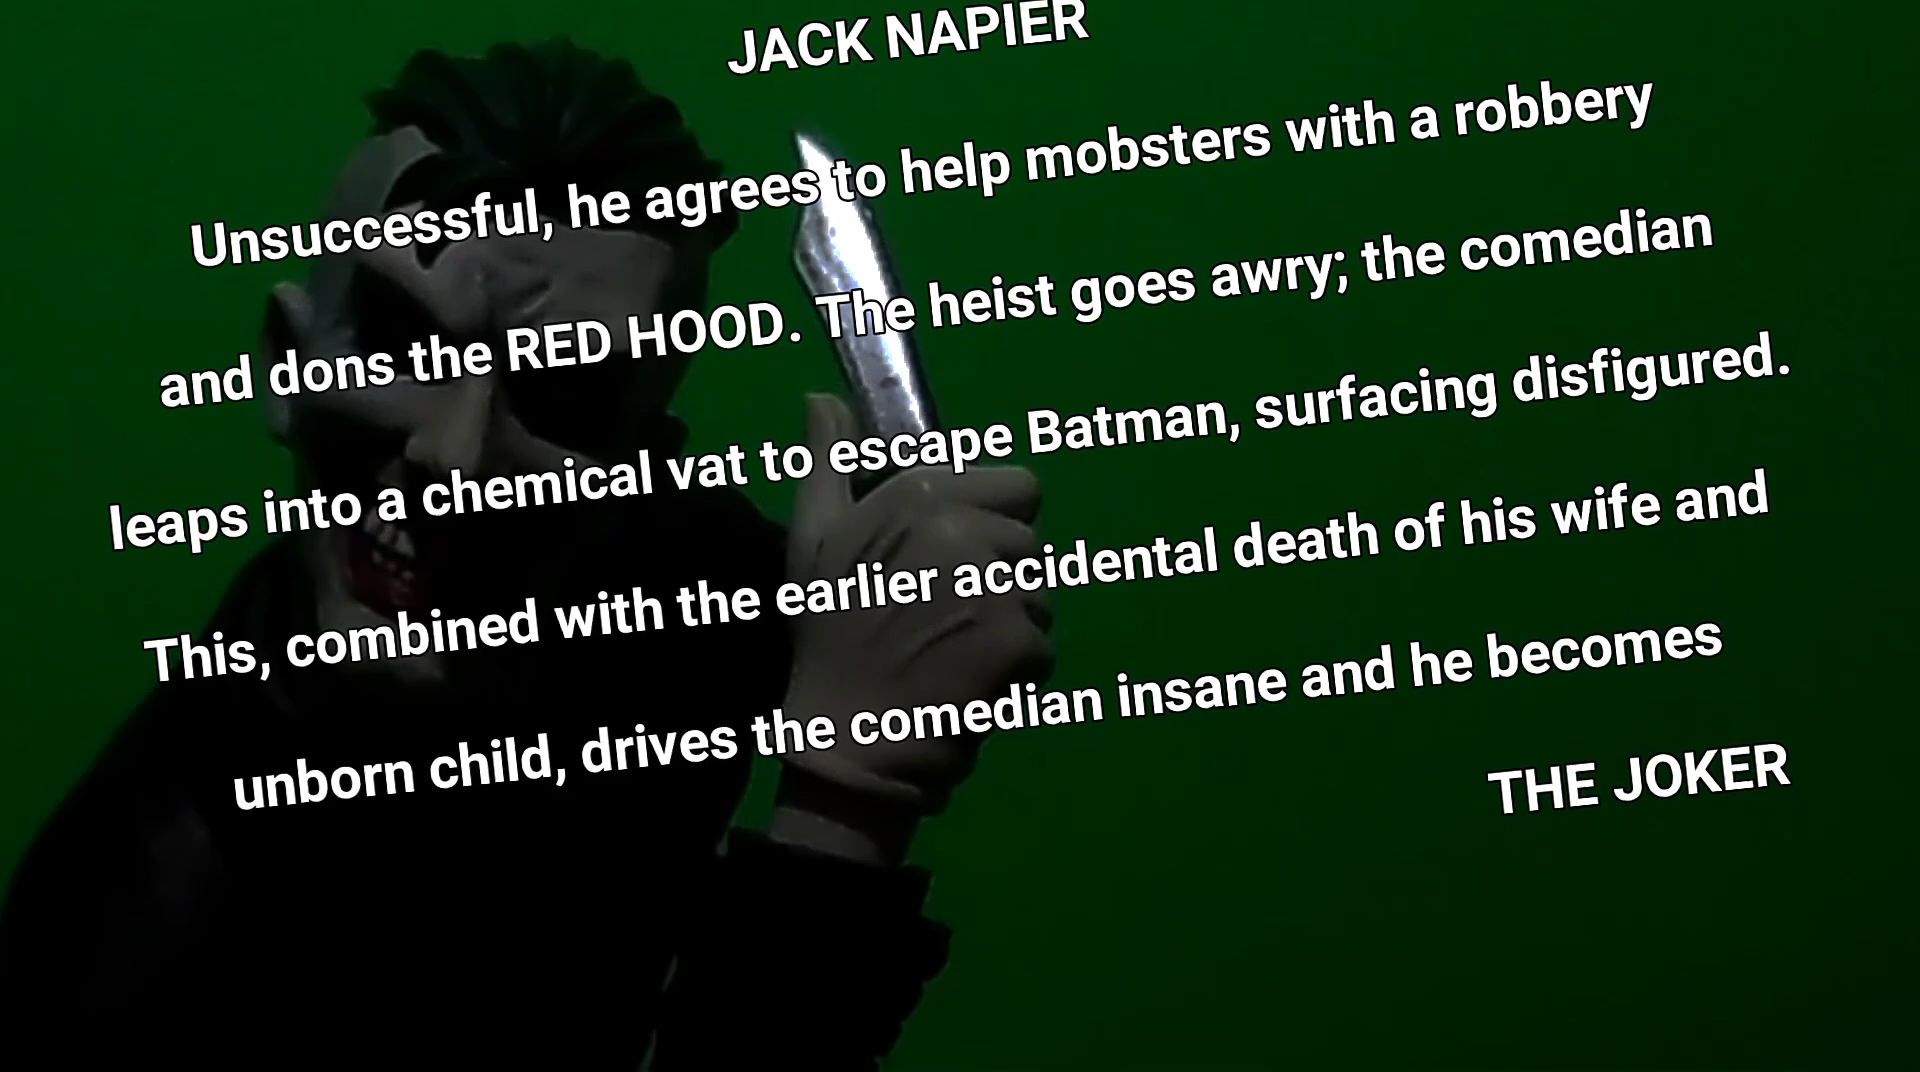 JACK NAPIER
Unsuccessful, he agrees to help mobsters with a robbery
and dons the RED HOOD. The heist goes awry; the comedian
leaps into a chemical vat to escape Batman, surfacing disfigured.
This, combined with the earlier accidental death of his wife and
unborn child, drives the comedian insane and he becomes
THE JOKER